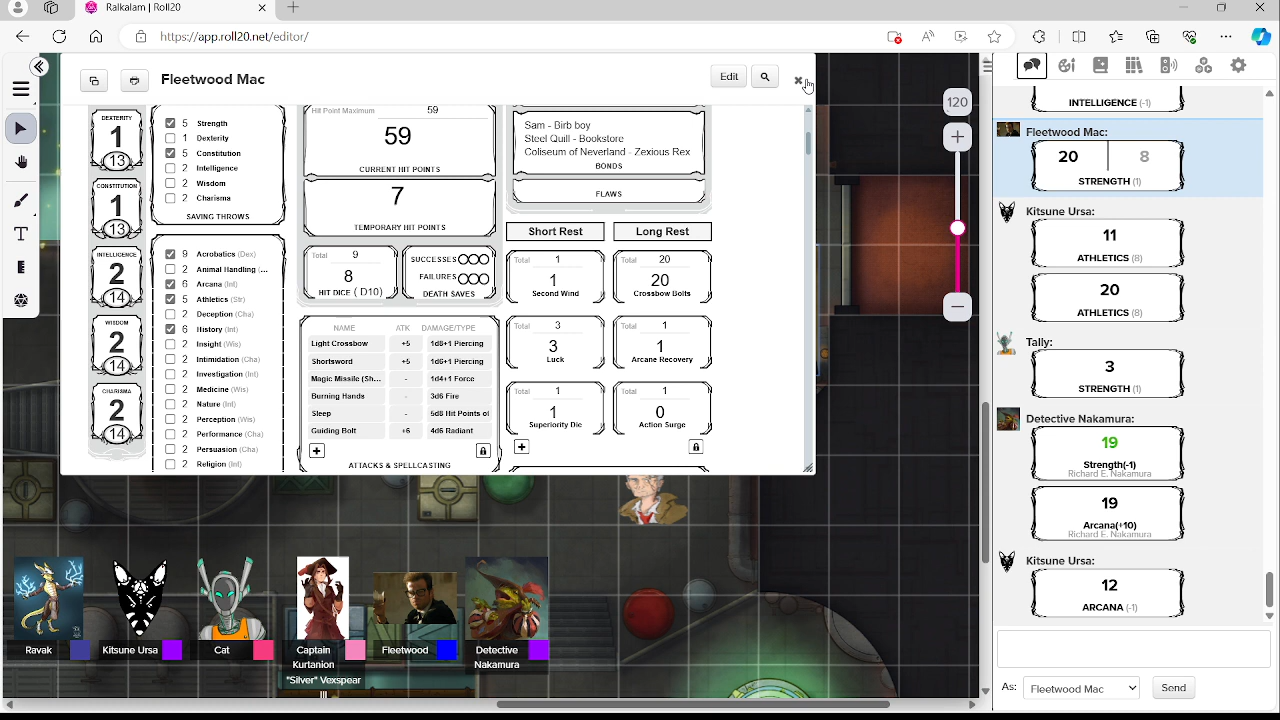 Raikalam | Roll20
https://app.roll20.net/editor/
Fleetwood Mac
Edit
DEXTERITY
1
13
CONSTITUTION
1
13
INTELLIGENCE
2
14
WISDOM
2
14
CHARISMA
2
14
5 Strength
1 Dexterity
5 Constitution
2 Intelligence
2 Wisdom
2 Charisma
SAVING THROWS
9 Acrobatics (Dex)
2 Animal Handling (...
6 Arcana (Int)
5 Athletics (Str)
2 Deception (Cha)
6 History (Int)
2 Insight (Wis)
2 Intimidation (Cha)
2 Investigation (Int)
2 Medicine (Wis)
2 Nature (Int)
2 Perception (Wis)
2 Performance (Cha)
2 Persuasion (Cha)
2 Religion (Int)
Hit Point Maximum 59
59
CURRENT HIT POINTS
7
TEMPORARY HIT POINTS
Total 9
8
HIT DICE ( D10)
SUCCESSES
FAILURES
DEATH SAVES
NAME ATK DAMAGE/TYPE
Light Crossbow +5 1d8+1 Piercing
Shortsword +5 1d6+1 Piercing
Magic Missile (Sh... - 1d4+1 Force
Burning Hands - 3d6 Fire
Sleep - 5d8 Hit Points of
Guiding Bolt +6 4d6 Radiant
ATTACKS & SPELLCASTING
Sam - Birb boy
Steel Quill - Bookstore
Coliseum of Neverland - Zexious Rex
BONDS
FLAWS
Short Rest Long Rest
Total 1
1
Second Wind
Total 20
20
Crossbow Bolts
Total 3
3
Luck
Total 1
1
Arcane Recovery
Total 1
1
Superiority Die
Total 1
0
Action Surge
120
Ravak
Kitsune Ursa
Cat
Captain
Kurtanion
"Silver" Vexspear
III
Fleetwood
Detective
Nakamura
INTELLIGENCE (-1)
Fleetwood Mac:
20 8
STRENGTH (1)
Kitsune Ursa:
11
ATHLETICS (8)
20
ATHLETICS (8)
Tally:
3
STRENGTH (1)
Detective Nakamura:
19
Strength(-1)
Richard E. Nakamura
19
Arcana(+10)
Richard E. Nakamura
Kitsune Ursa:
12
ARCANA (-1)
As: Fleetwood Mac Send